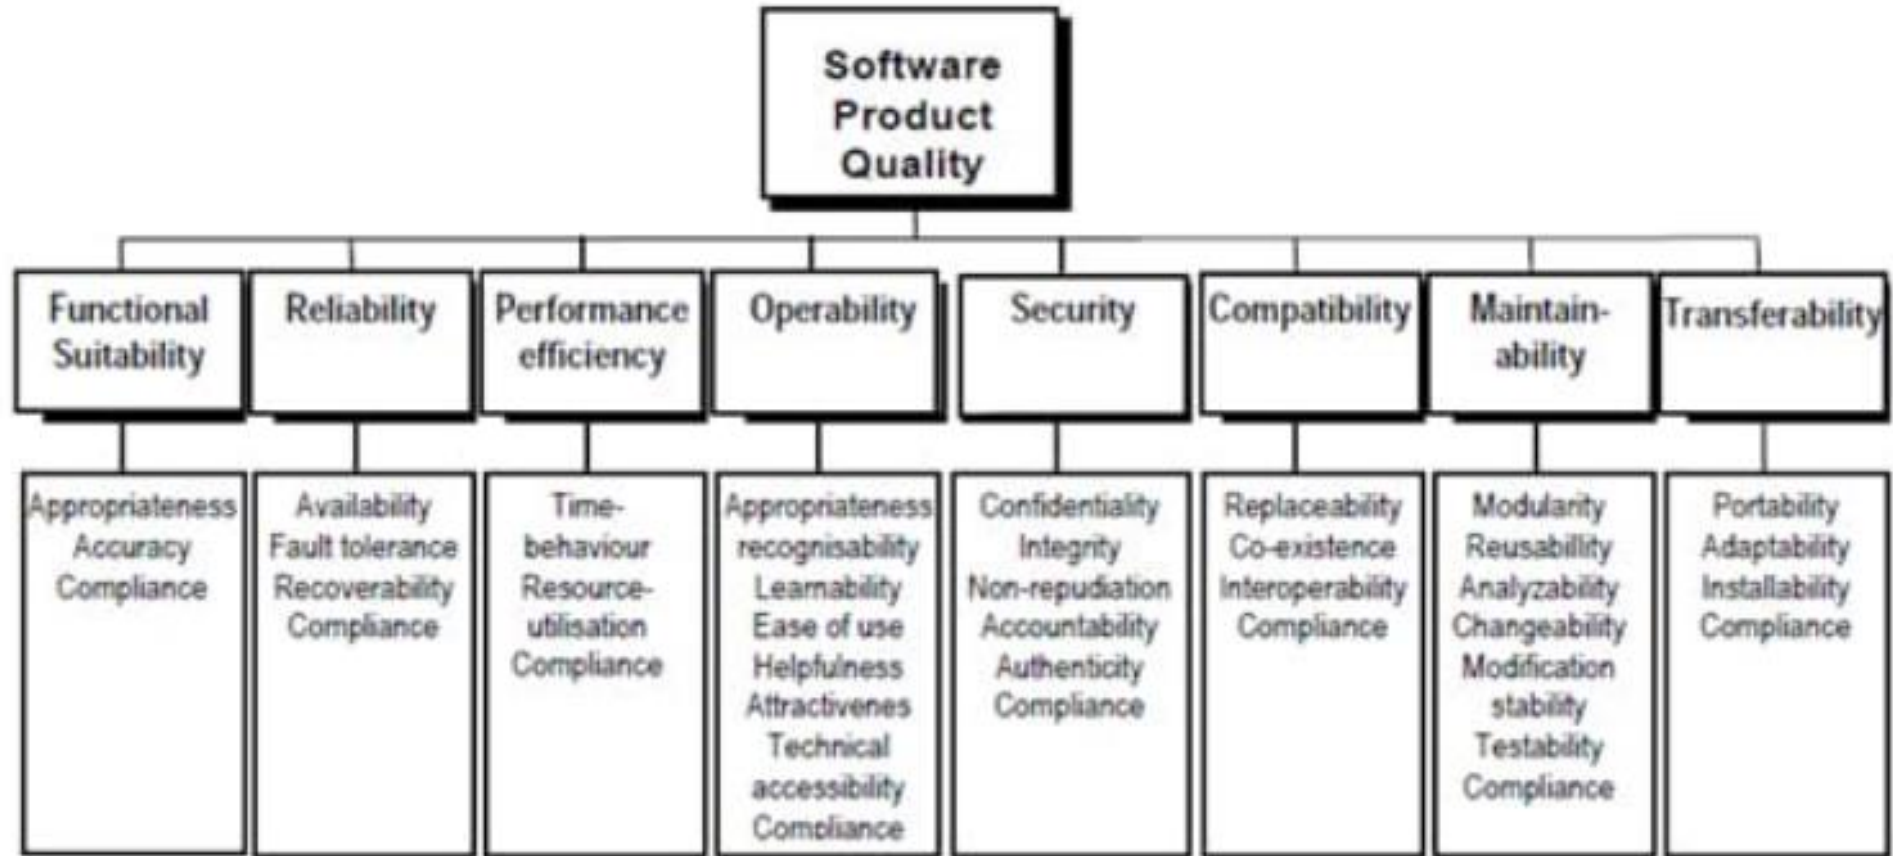 Software
Product
Quality
Functional
Suitability
Reliability
Performance
efficiency
Operability
Security
Compatibility
Maintain-
ability
Transferability
Appropriateness
Accuracy
Compliance
Availability
Fault tolerance
Recoverability
Compliance
Time-
behaviour
Resource-
utilisation
Compliance
Appropriateness
recognisability
Learnability
Ease of use
Helpfulness
Attractivenes
Technical
accessibility
Compliance
Confidentiality
Integrity
Non-repudiation
Accountability
Authenticity
Compliance
Replaceability
Co-existence
Interoperability
Compliance
Modularity
Reusabillity
Analyzability
Changeability
Modification
stability
Testability
Compliance
Portability
Adaptability
Installability
Compliance